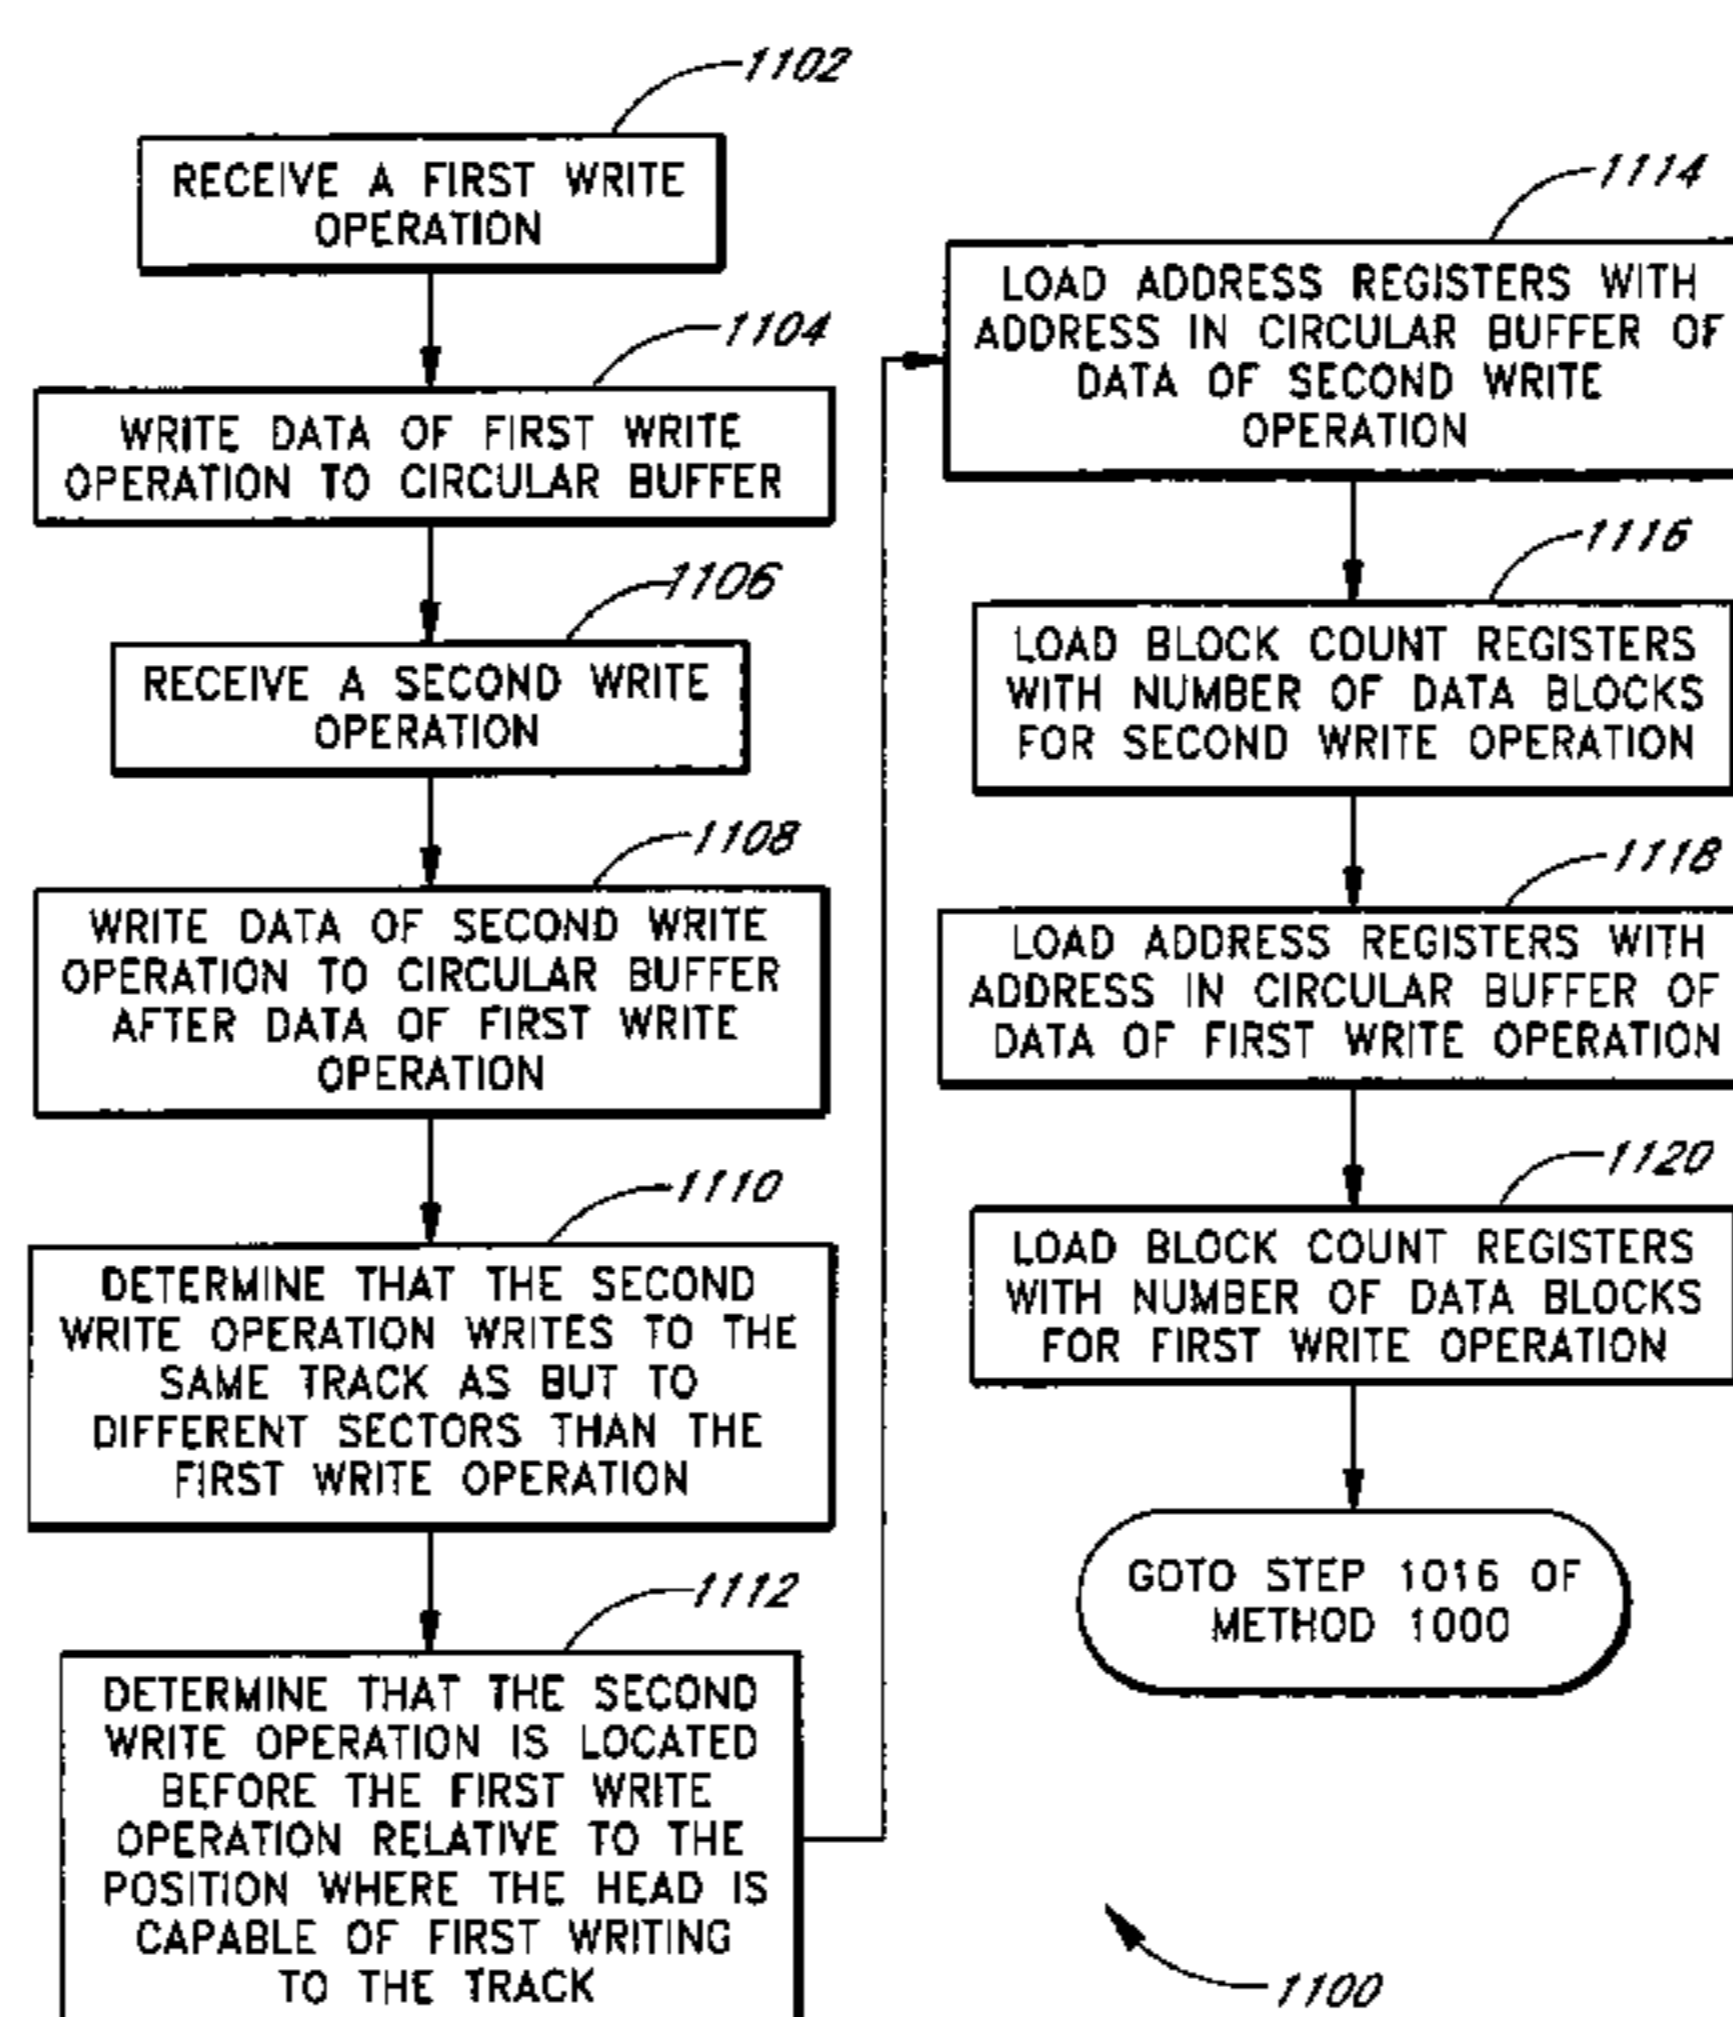 1102
RECEIVE A FIRST WRITE
OPERATION
1104
WRITE DATA OF FIRST WRITE
OPERATION TO CIRCULAR BUFFER
1106
RECEIVE A SECOND WRITE
OPERATION
1108
WRITE DATA OF SECOND WRITE
OPERATION TO CIRCULAR BUFFER
AFTER DATA OF FIRST WRITE
OPERATION
1110
DETERMINE THAT THE SECOND
WRITE OPERATION WRITES TO THE
SAME TRACK AS BUT TO
DIFFERENT SECTORS THAN THE
FIRST WRITE OPERATION
1112
DETERMINE THAT THE SECOND
WRITE OPERATION IS LOCATED
BEFORE THE FIRST WRITE
OPERATION RELATIVE TO THE
POSITION WHERE THE HEAD IS
CAPABLE OF FIRST WRITING
TO THE TRACK
1114
LOAD ADDRESS REGISTERS WITH
ADDRESS IN CIRCULAR BUFFER OF
DATA OF SECOND WRITE
OPERATION
1116
LOAD BLOCK COUNT REGISTERS
WITH NUMBER OF DATA BLOCKS
FOR SECOND WRITE OPERATION
1118
LOAD ADDRESS REGISTERS WITH
ADDRESS IN CIRCULAR BUFFER OF
DATA OF FIRST WRITE OPERATION
1120
LOAD BLOCK COUNT REGISTERS
WITH NUMBER OF DATA BLOCKS
FOR FIRST WRITE OPERATION
GOTO STEP 1016 OF
METHOD 1000
1100